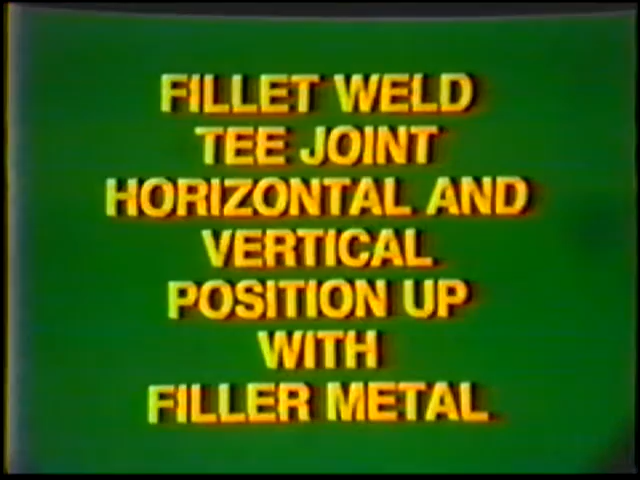 FILLET WELD
TEE JOINT
HORIZONTAL AND
VERTICAL
POSITION UP
WITH
FILLER METAL